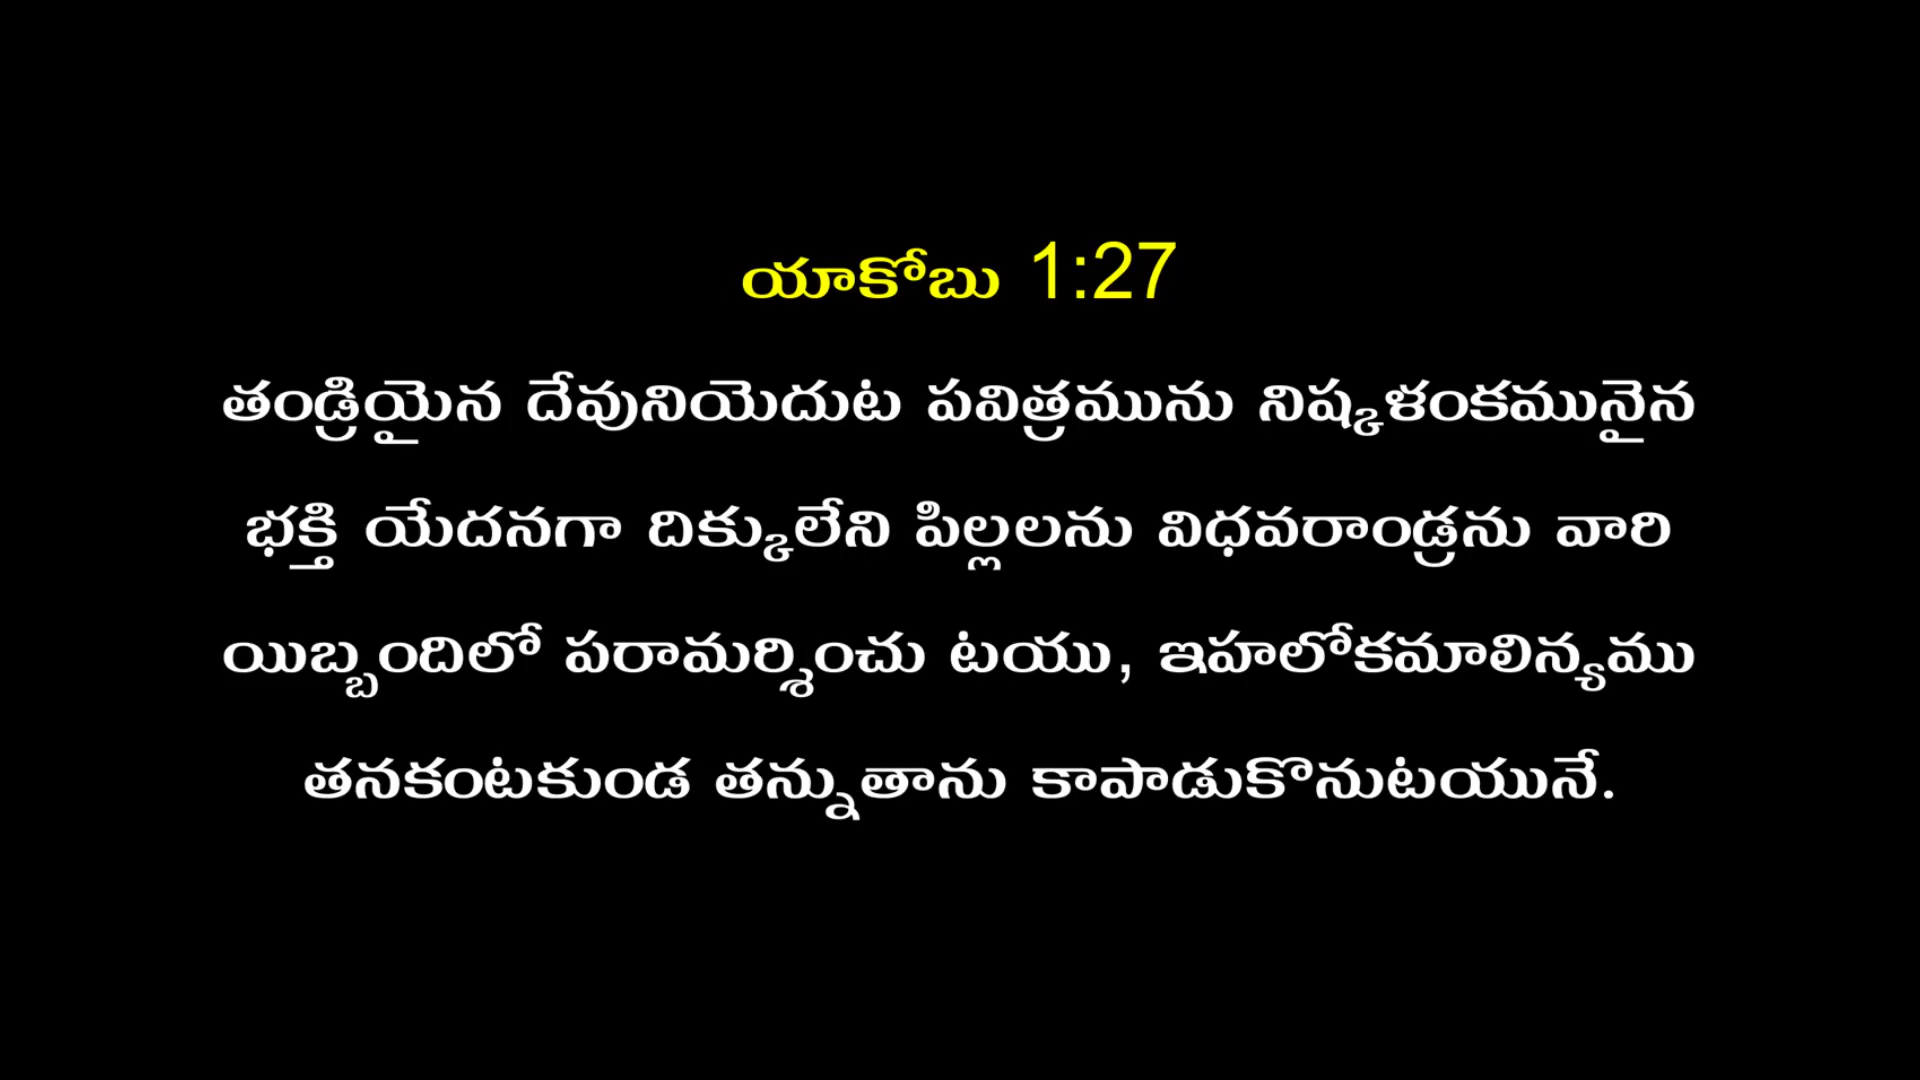 యాకోబు 1:27
తండ్రియైన దేవునియెదుట పవిత్రమును నిష్కళంకమునైన
భక్తి యేదనగా దిక్కులేని పిల్లలను విధవరాండ్రను వారి
యిబ్బందిలో పరామర్శించు టయు, ఇహలోకమాలిన్యము
తనకంటకుండ తన్నుతాను కాపాడుకొనుటయునే.